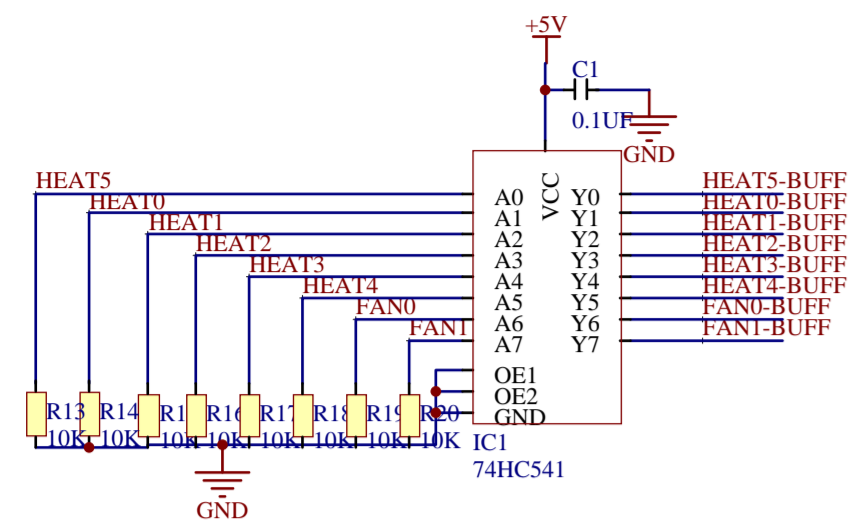 +5V
C1
0.1UF
GND
HEAT5
HEAT0
HEAT1
HEAT2
HEAT3
HEAT4
FAN0
FAN1
VCC
A0 Y0
A1 Y1
A2 Y2
A3 Y3
A4 Y4
A5 Y5
A6 Y6
A7 Y7
OE1
OE2
GND
HEAT5-BUFF
HEAT0-BUFF
HEAT1-BUFF
HEAT2-BUFF
HEAT3-BUFF
HEAT4-BUFF
FAN0-BUFF
FAN1-BUFF
R13 R14 R16 R17 R18 R19 R20
10K 10K 10K 10K 10K 10K 10K 10K
IC1
74HC541
GND